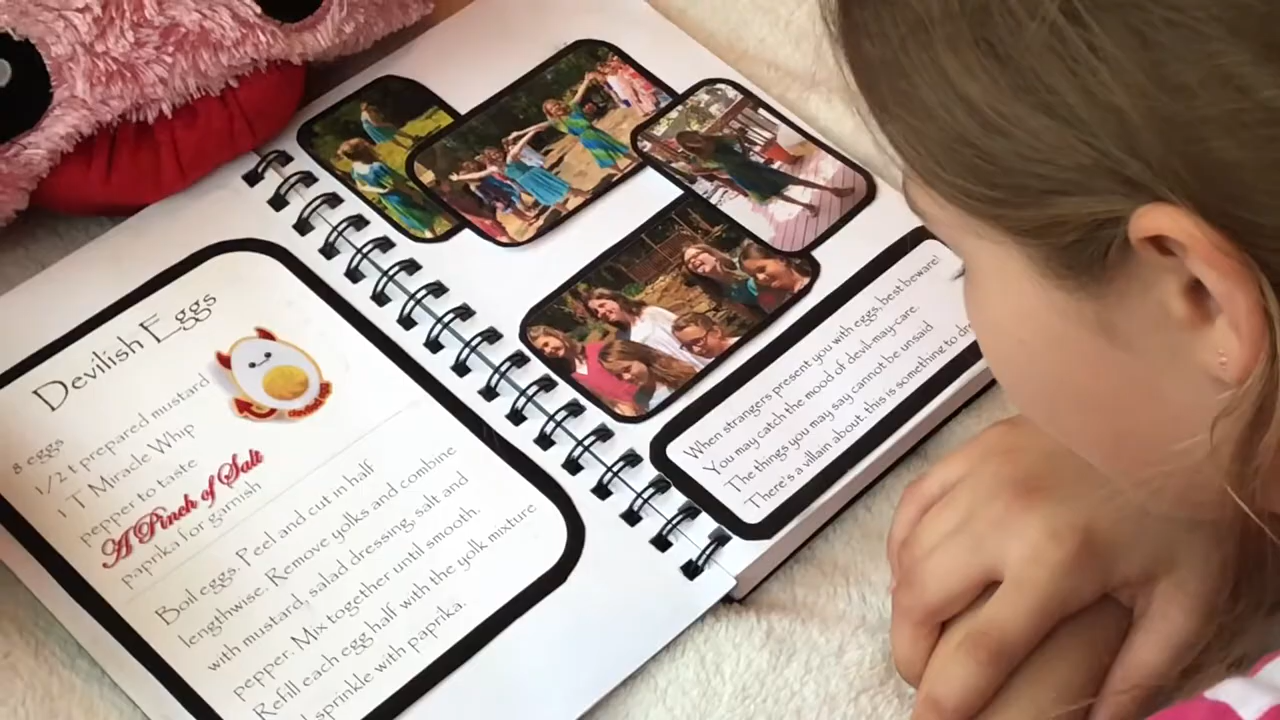 Devilish Eggs
8 eggs
1/2 t prepared mustard
1 T Miracle Whip
pepper to taste
A Pinch of Salt
paprika for garnish
Boil eggs. Peel and cut in half
lengthwise. Remove yolks and combine
with mustard, salad dressing, salt and
pepper. Mix together until smooth.
Refill each egg half with the yolk mixture
sprinkle with paprika.
When strangers present you with eggs, best beware!
You may catch the mood of devil-may-care.
The things you may say cannot be unsaid
There's a villain about. this is something to